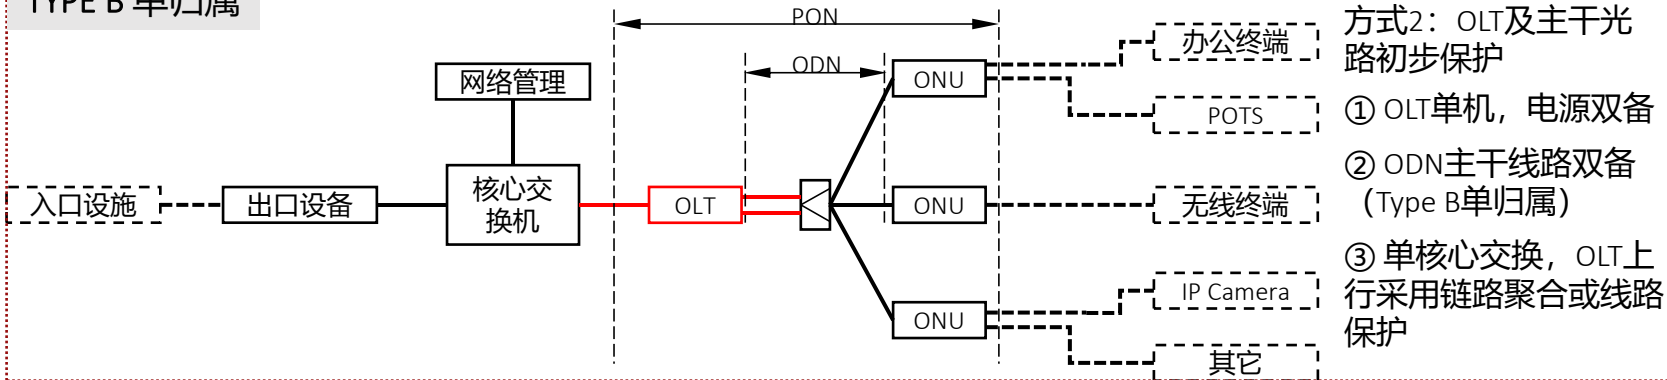 TYPE B 单归属
PON
ODN
网络管理
入口设施
出口设备
核心交
换机
OLT
ONU
ONU
ONU
办公终端
POTS
无线终端
IP Camera
其它
方式2：OLT及主干光
路初步保护
① OLT单机，电源双备
② ODN主干线路双备
（Type B单归属）
③ 单核心交换，OLT上
行采用链路聚合或线路
保护